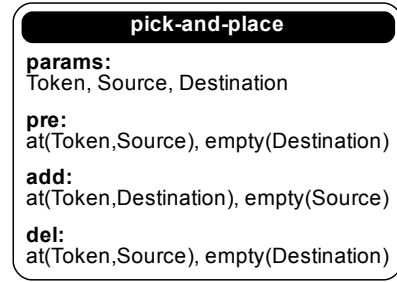 pick-and-place
params:
Token, Source, Destination
pre:
at(Token,Source), empty(Destination)
add:
at(Token,Destination), empty(Source)
del:
at(Token,Source), empty(Destination)